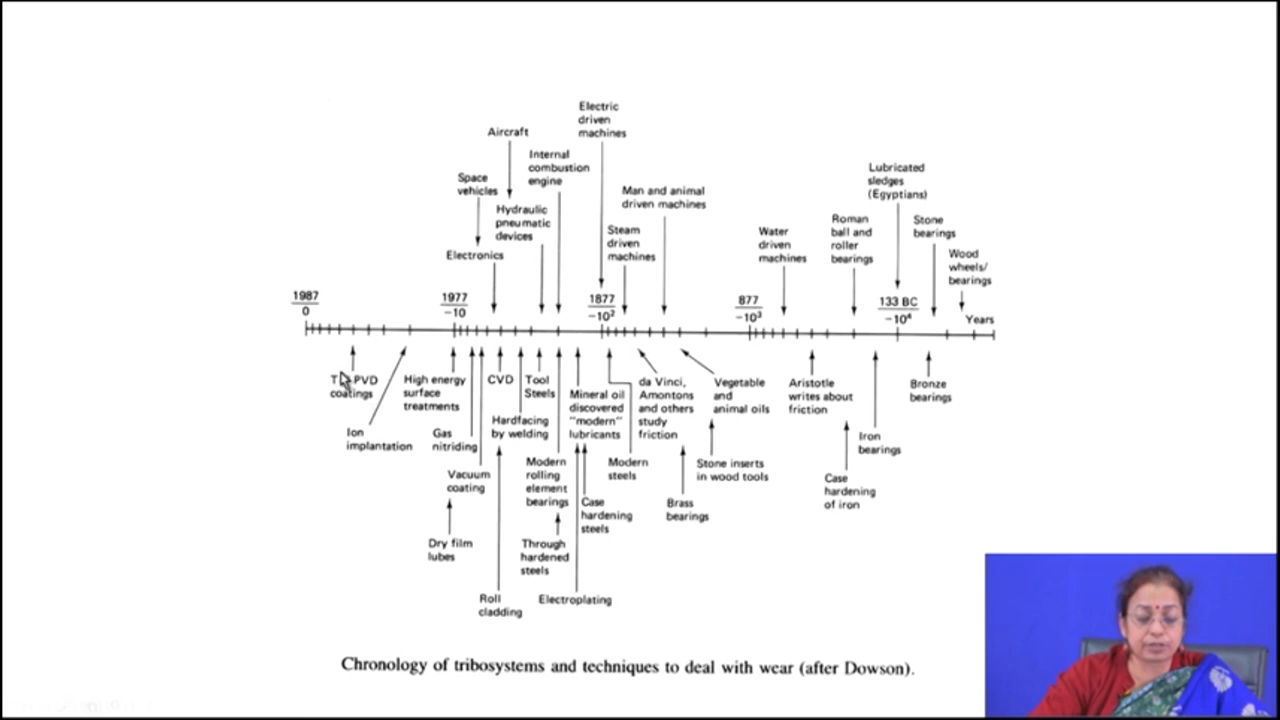 Electric
driven
machines
Aircraft
Internal
combustion
engine
Space
vehicles
Hydraulic
pneumatic
devices
Electronics
Man and animal
driven machines
Steam
driven
machines
Lubricated
sledges
(Egyptians)
Water
driven
machines
Roman
ball and
roller
bearings
Stone
bearings
Wood
wheels/
bearings
1987
0
1977
-10
1877
-10²
877
-10³
133 BC
-10⁴
Years
PVD
coatings
Ion
implantation
High energy
surface
treatments
Gas
nitriding
Vacuum
coating
Dry film
lubes
CVD
Hardfacing
by welding
Roll
cladding
Tool
Steels
Modern
rolling
element
bearings
Through
hardened
steels
Electroplating
Mineral oil
discovered
"modern"
lubricants
Case
hardening
steels
Modern
steels
da Vinci,
Amontons
and others
study
friction
Brass
bearings
Vegetable
and
animal oils
Stone inserts
in wood tools
Aristotle
writes about
friction
Case
hardening
of iron
Iron
bearings
Bronze
bearings
Chronology of tribosystems and techniques to deal with wear (after Dowson).